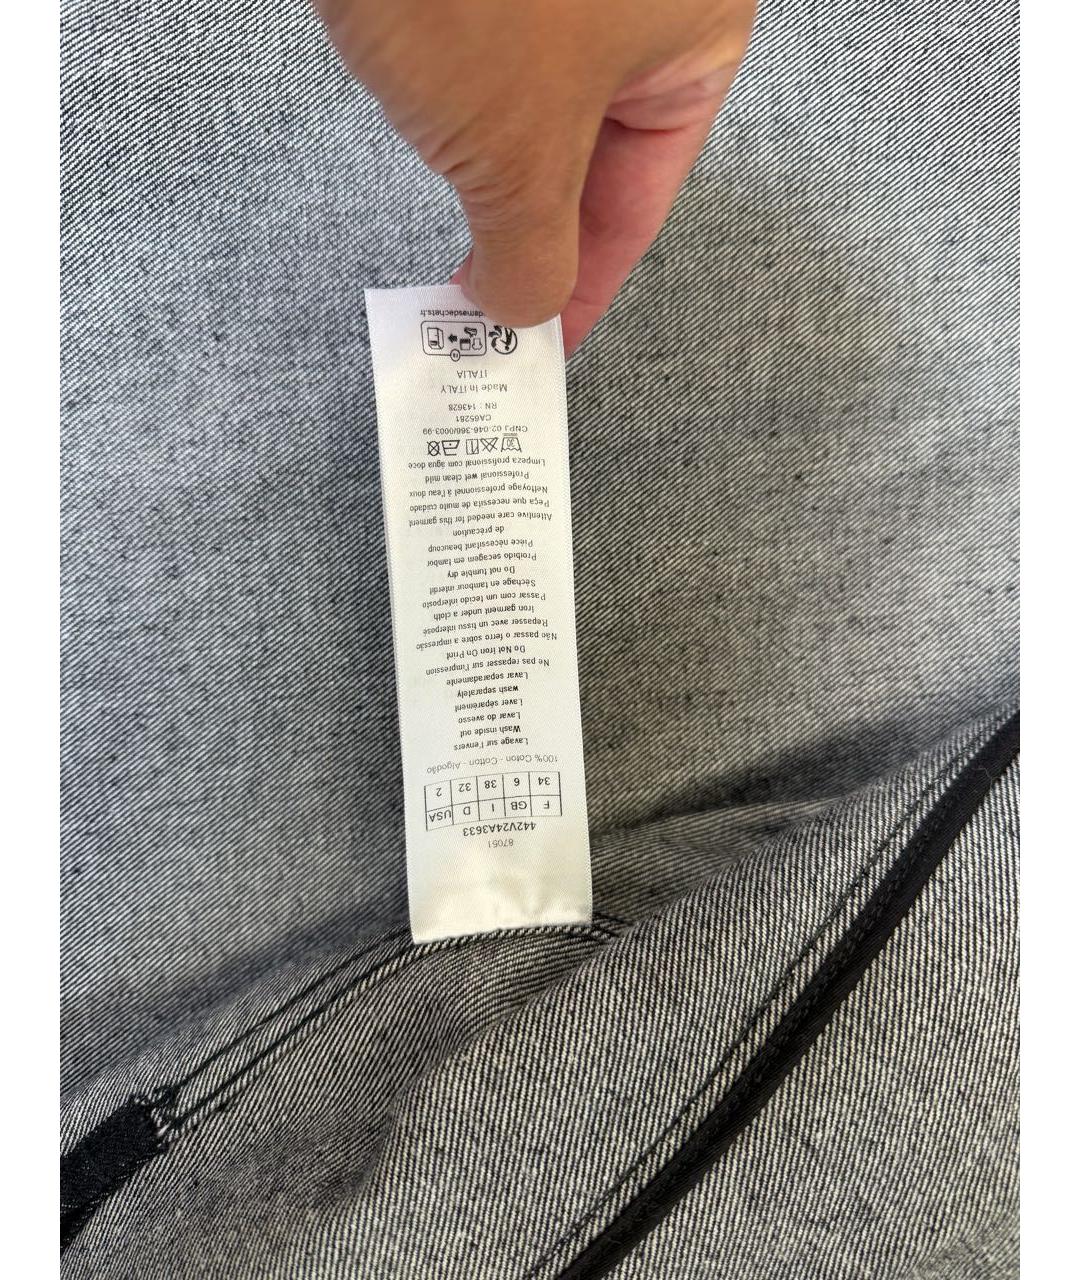 87051
442V24A3633
F GB I D USA
34 6 38 32 2
100% Coton - Cotton - Algodão
Lavage sur l'envers
Wash inside out
Lavar do avesso
Laver séparément
wash separately
Lavar separadamente
Ne pas repasser sur l'impression
Do Not Iron On Print
Não passar o ferro sobre a impressão
Repasser avec un tissu interposé
Iron garment under a cloth
Passar com um tecido interposto
Séchage en tambour interdit
Do not tumble dry
Proibido secagem em tambor
Pièce nécessitant beaucoup
de précaution
Attentive care needed for this garment
Peça que necessita de muito cuidado
Nettoyage professionnel à l'eau doux
Professional wet clean mild
Limpeza profissional com água doce
30
CNPJ 02.046-366/0003-99
CA65281
RN : 143628
Made In ITALY
ITALIA
FR